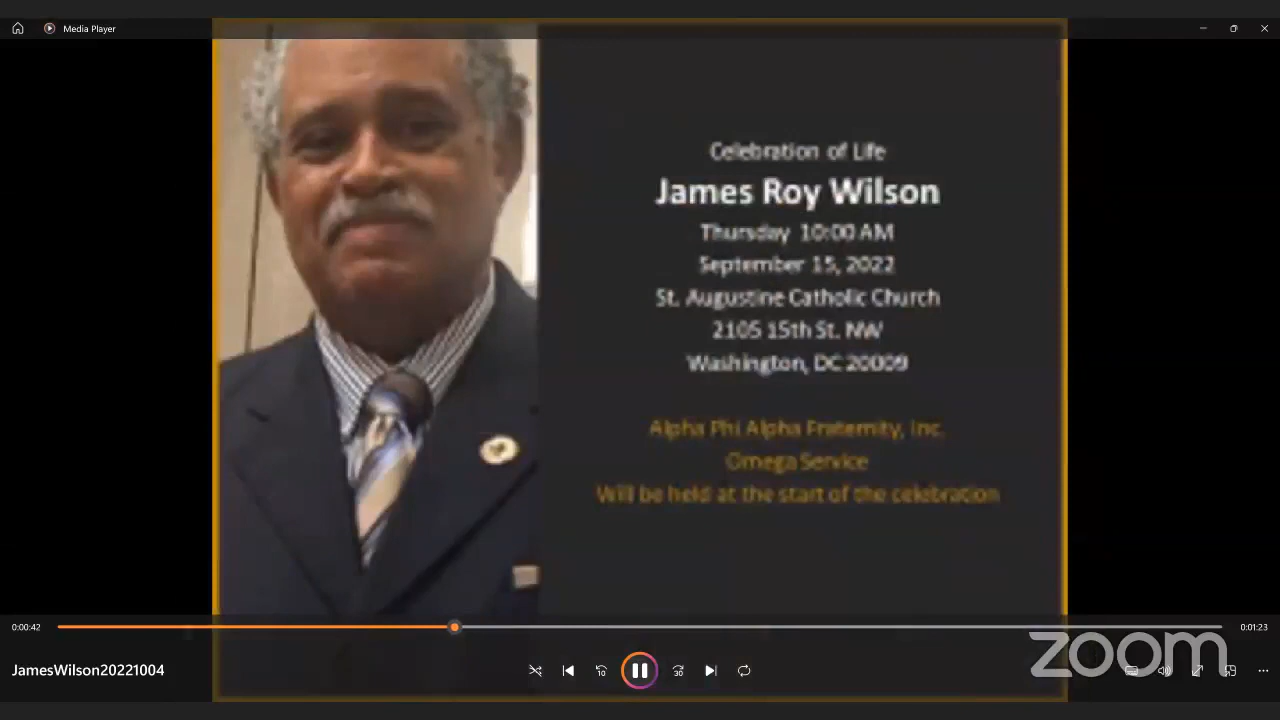 Media Player
Celebration of Life
James Roy Wilson
Thursday 10:00 AM
September 15, 2022
St. Augustine Catholic Church
2105 15th St. NW
Washington, DC 20009
Alpha Phi Alpha Fraternity, Inc.
Omega Service
Will be held at the start of the celebration
0:00:42
0:01:23
JamesWilson20221004
10
30
zoom